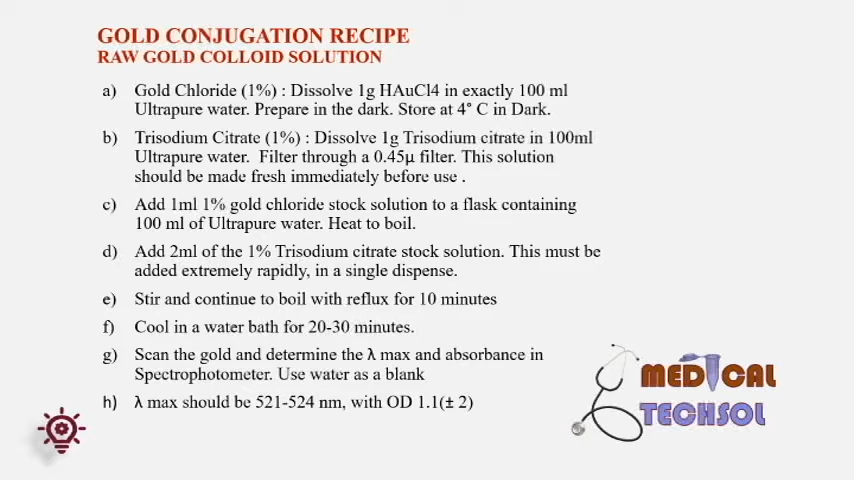 GOLD CONJUGATION RECIPE
RAW GOLD COLLOID SOLUTION
a) Gold Chloride (1%) : Dissolve 1g HAuCl4 in exactly 100 ml
Ultrapure water. Prepare in the dark. Store at 4° C in Dark.
b) Trisodium Citrate (1%) : Dissolve 1g Trisodium citrate in 100ml
Ultrapure water. Filter through a 0.45µ filter. This solution
should be made fresh immediately before use .
c) Add 1ml 1% gold chloride stock solution to a flask containing
100 ml of Ultrapure water. Heat to boil.
d) Add 2ml of the 1% Trisodium citrate stock solution. This must be
added extremely rapidly, in a single dispense.
e) Stir and continue to boil with reflux for 10 minutes
f) Cool in a water bath for 20-30 minutes.
g) Scan the gold and determine the λ max and absorbance in
Spectrophotometer. Use water as a blank
h) λ max should be 521-524 nm, with OD 1.1(± 2)
MEDICAL
TECHSOL